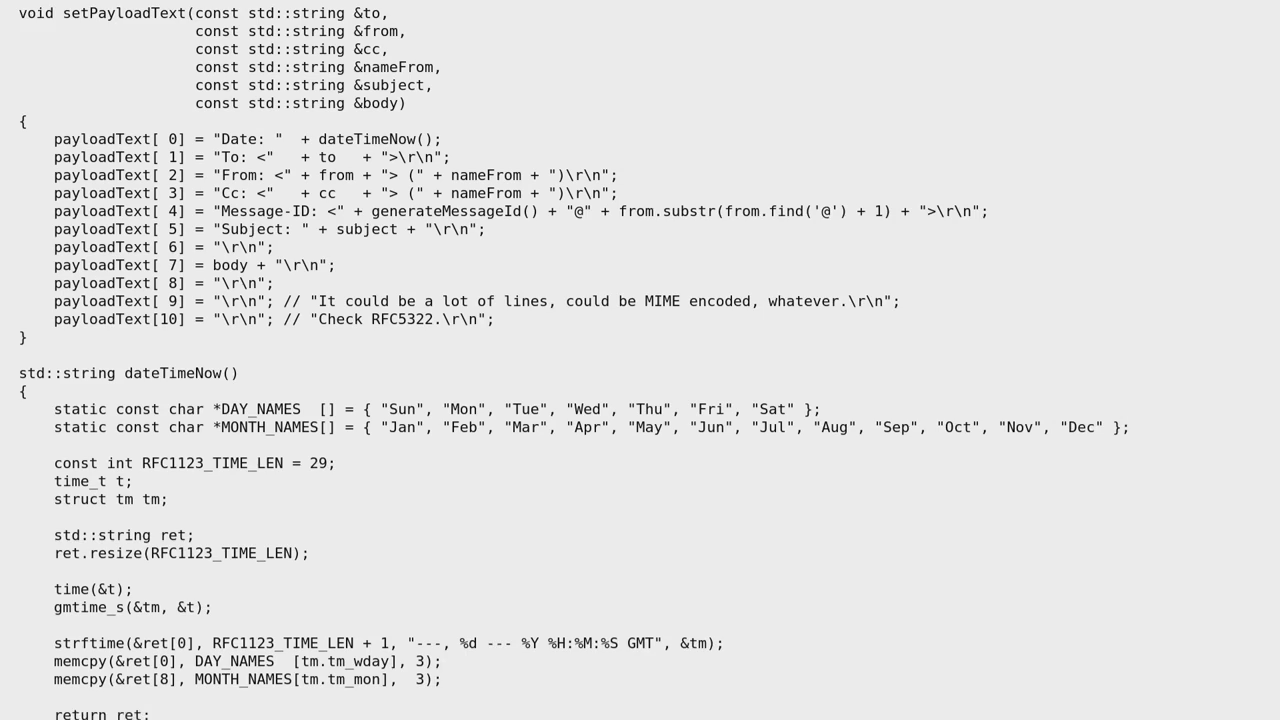 void setPayloadText(const std::string &to,
                    const std::string &from,
                    const std::string &cc,
                    const std::string &nameFrom,
                    const std::string &subject,
                    const std::string &body)
{
    payloadText[ 0] = "Date: "  + dateTimeNow();
    payloadText[ 1] = "To: <"   + to   + ">\r\n";
    payloadText[ 2] = "From: <" + from + "> (" + nameFrom + ")\r\n";
    payloadText[ 3] = "Cc: <"   + cc   + "> (" + nameFrom + ")\r\n";
    payloadText[ 4] = "Message-ID: <" + generateMessageId() + "@" + from.substr(from.find('@') + 1) + ">\r\n";
    payloadText[ 5] = "Subject: " + subject + "\r\n";
    payloadText[ 6] = "\r\n";
    payloadText[ 7] = body + "\r\n";
    payloadText[ 8] = "\r\n";
    payloadText[ 9] = "\r\n"; // "It could be a lot of lines, could be MIME encoded, whatever.\r\n";
    payloadText[10] = "\r\n"; // "Check RFC5322.\r\n";
}

std::string dateTimeNow()
{
    static const char *DAY_NAMES  [] = { "Sun", "Mon", "Tue", "Wed", "Thu", "Fri", "Sat" };
    static const char *MONTH_NAMES[] = { "Jan", "Feb", "Mar", "Apr", "May", "Jun", "Jul", "Aug", "Sep", "Oct", "Nov", "Dec" };

    const int RFC1123_TIME_LEN = 29;
    time_t t;
    struct tm tm;

    std::string ret;
    ret.resize(RFC1123_TIME_LEN);

    time(&t);
    gmtime_s(&tm, &t);

    strftime(&ret[0], RFC1123_TIME_LEN + 1, "---, %d --- %Y %H:%M:%S GMT", &tm);
    memcpy(&ret[0], DAY_NAMES  [tm.tm_wday], 3);
    memcpy(&ret[8], MONTH_NAMES[tm.tm_mon],  3);

    return ret;